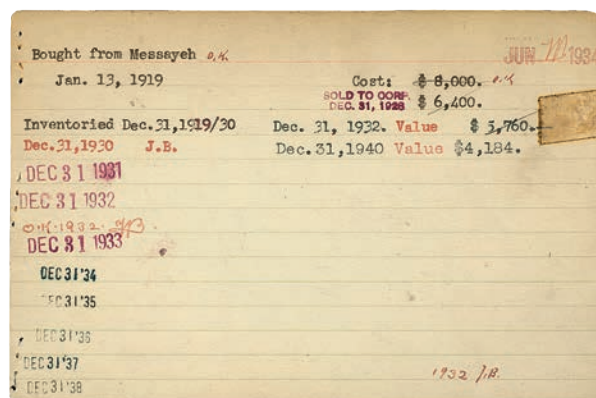 Bought from Messayeh O.K.
JUN 1934
Jan. 13, 1919
Cost: $ 8,000. O.K
SOLD TO CORP.
DEC. 31, 1928 $ 6,400.
Inventoried Dec.31,1919/30
Dec. 31, 1932. Value $ 5,760.
Dec.31,1930 J.B.
Dec.31,1940 Value $4,184.
DEC 31 1931
DEC 31 1932
O.K. 1932.
DEC 31 1933
DEC 31 '34
DEC 31 '35
DEC 31 '36
DEC 31 '37
DEC 31 '38
1932 J.B.